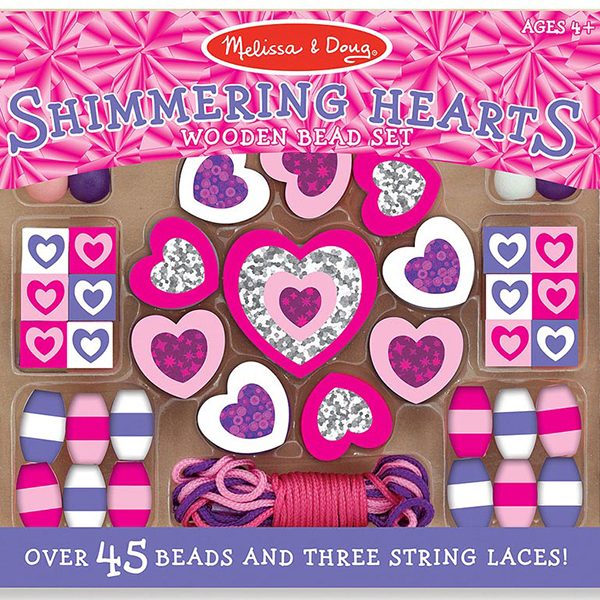 Melissa & Doug
AGES 4+
SHIMMERING HEARTS
WOODEN BEAD SET
OVER 45 BEADS AND THREE STRING LACES!